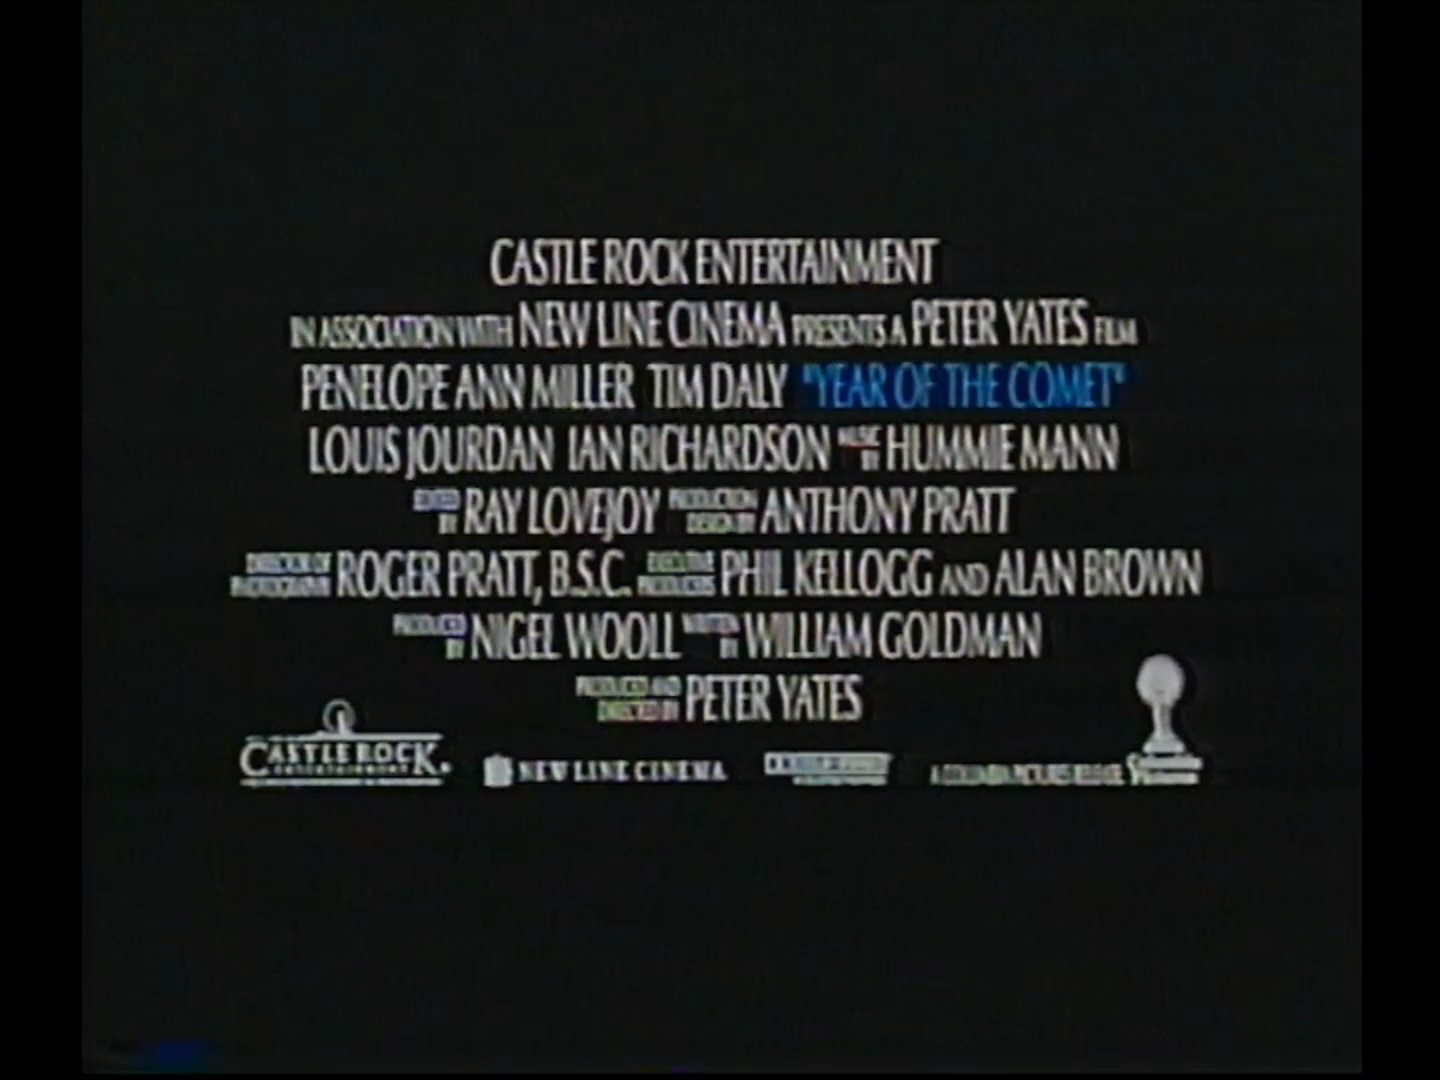 CASTLE ROCK ENTERTAINMENT
IN ASSOCIATION WITH NEW LINE CINEMA PRESENTS A PETER YATES FILM
PENELOPE ANN MILLER TIM DALY "YEAR OF THE COMET"
LOUIS JOURDAN IAN RICHARDSON MUSIC BY HUMMIE MANN
EDITED BY RAY LOVEJOY PRODUCTION DESIGN BY ANTHONY PRATT
DIRECTOR OF PHOTOGRAPHY ROGER PRATT, B.S.C. EXECUTIVE PRODUCERS PHIL KELLOGG AND ALAN BROWN
PRODUCED BY NIGEL WOOLL WRITTEN BY WILLIAM GOLDMAN
PRODUCED AND DIRECTED BY PETER YATES
CASTLE ROCK ENTERTAINMENT NEW LINE CINEMA A COLUMBIA PICTURES RELEASE